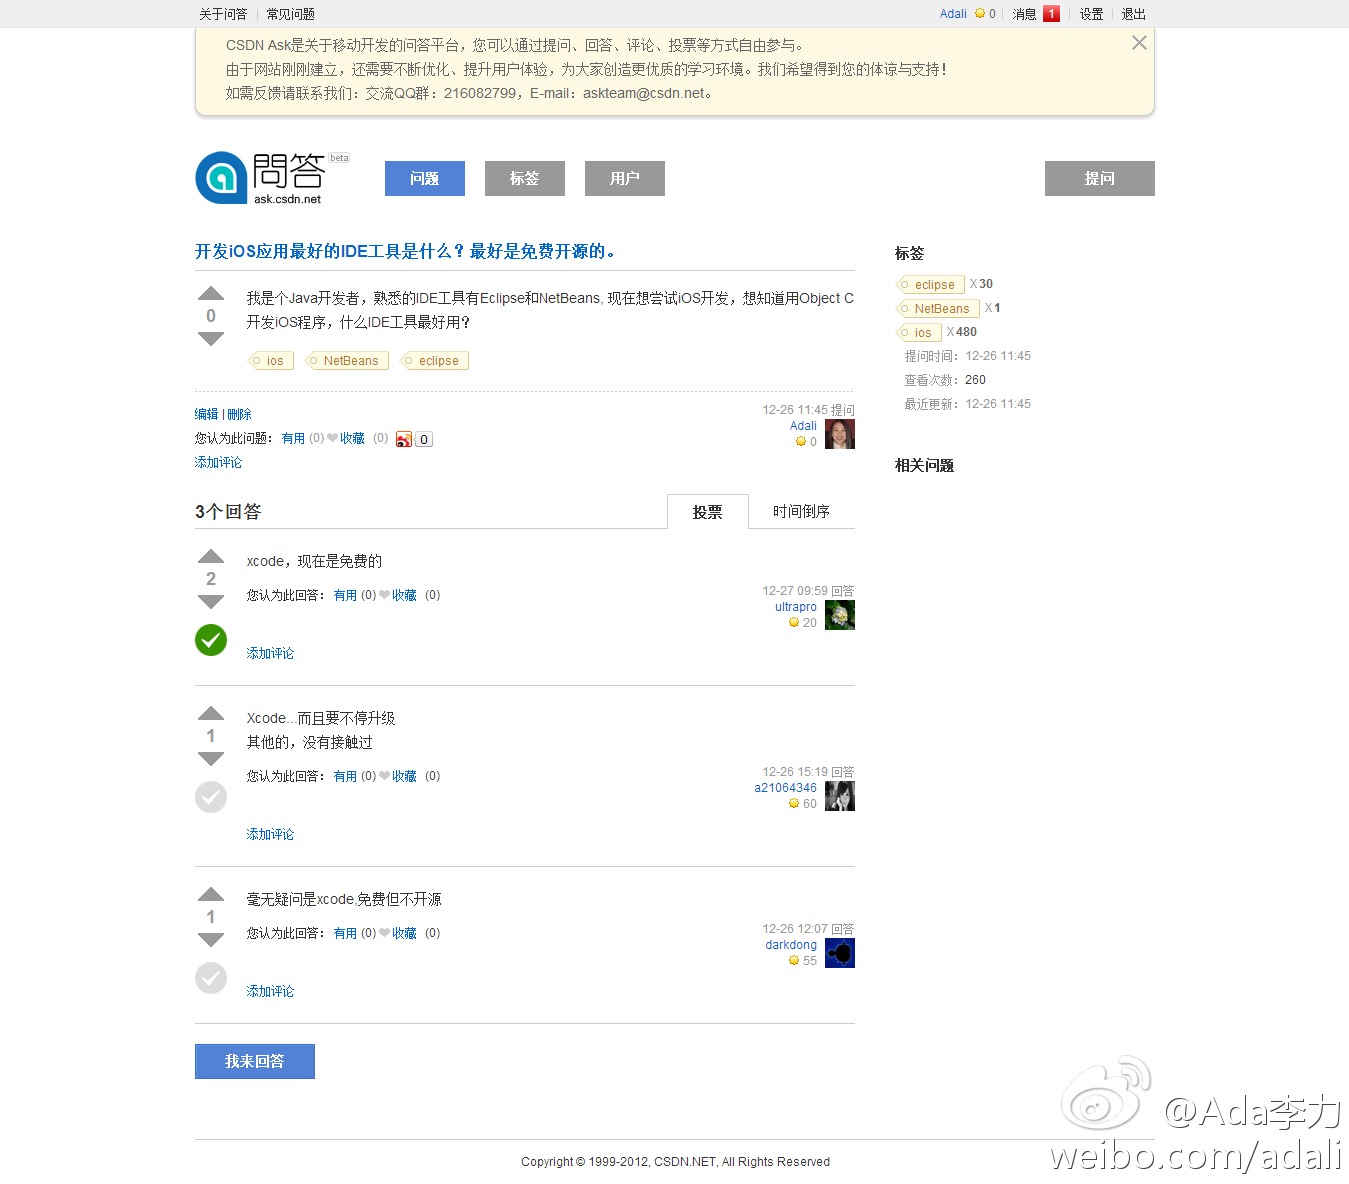 关于问答 | 常见问题
Adali 0 | 消息 1 | 设置 | 退出
CSDN Ask是关于移动开发的问答平台，您可以通过提问、回答、评论、投票等方式自由参与。
由于网站刚刚建立，还需要不断优化、提升用户体验，为大家创造更优质的学习环境。我们希望得到您的体谅与支持！
如需反馈请联系我们：交流QQ群：216082799，E-mail：askteam@csdn.net。
問答 beta
ask.csdn.net
问题 标签 用户 提问
开发iOS应用最好的IDE工具是什么？最好是免费开源的。
0
我是个Java开发者，熟悉的IDE工具有Eclipse和NetBeans, 现在想尝试iOS开发，想知道用Object C
开发iOS程序，什么IDE工具最好用？
ios NetBeans eclipse
编辑 | 删除
12-26 11:45 提问
Adali
0
您认为此问题： 有用 (0) 收藏 (0) 0
添加评论
3个回答
投票 时间倒序
2
xcode，现在是免费的
您认为此回答： 有用 (0) 收藏 (0)
12-27 09:59 回答
ultrapro
20
添加评论
1
Xcode...而且要不停升级
其他的，没有接触过
您认为此回答： 有用 (0) 收藏 (0)
12-26 15:19 回答
a21064346
60
添加评论
1
毫无疑问是xcode,免费但不开源
您认为此回答： 有用 (0) 收藏 (0)
12-26 12:07 回答
darkdong
55
添加评论
我来回答
标签
eclipse X 30
NetBeans X 1
ios X 480
提问时间：12-26 11:45
查看次数：260
最近更新：12-26 11:45
相关问题
Copyright © 1999-2012, CSDN.NET, All Rights Reserved
@Ada李力
weibo.com/adali